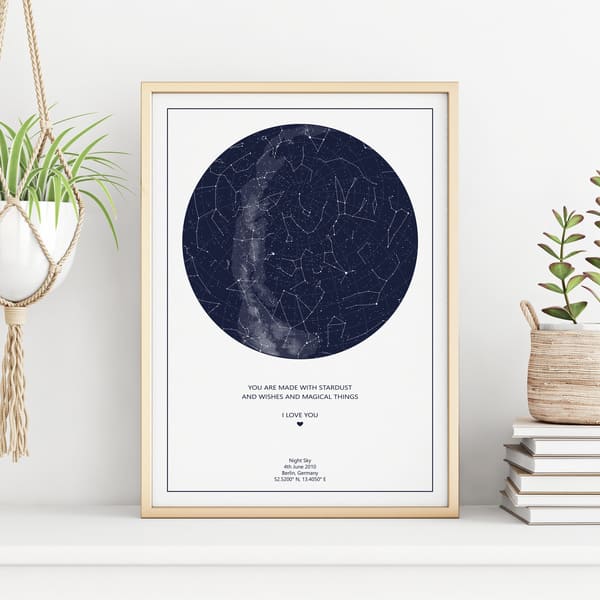 YOU ARE MADE WITH STARDUST
AND WISHES AND MAGICAL THINGS
I LOVE YOU
Night Sky
4th June 2010
Berlin, Germany
52.5200° N, 13.4050° E